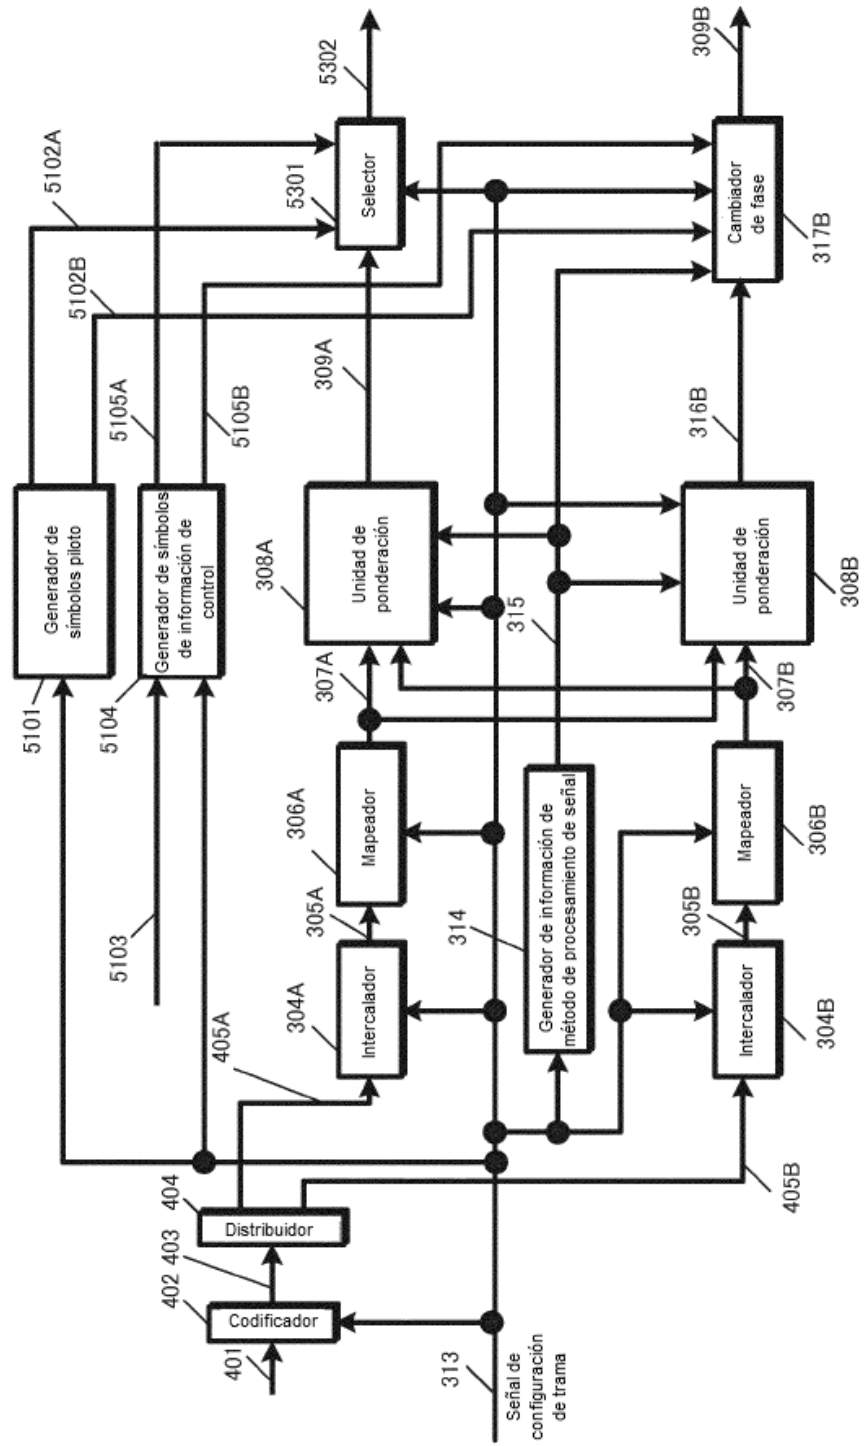 5101
Generador de
símbolos piloto
5102A
5102B
5103
5104
Generador de símbolos
de información de
control
5105A
5105B
401
402
Codificador
403
404
Distribuidor
405A
304A
Intercalador
305A
306A
Mapeador
307A
308A
Unidad de
ponderación
309A
5301
Selector
5302
313
Señal de
configuración
de trama
314
Generador de información de
método de procesamiento de señal
315
405B
Intercalador
304B
305B
Mapeador
306B
307B
Unidad de
ponderación
308B
316B
Cambiador
de fase
317B
309B